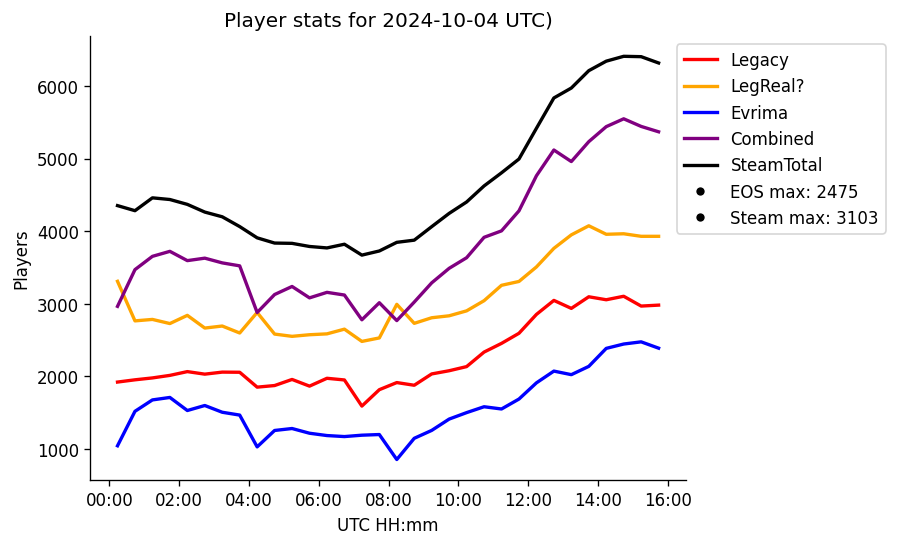 Player stats for 2024-10-04 UTC)
Legacy
LegReal?
Evrima
Combined
SteamTotal
EOS max: 2475
Steam max: 3103
Players
6000
5000
4000
3000
2000
1000
00:00 02:00 04:00 06:00 08:00 10:00 12:00 14:00 16:00
UTC HH:mm